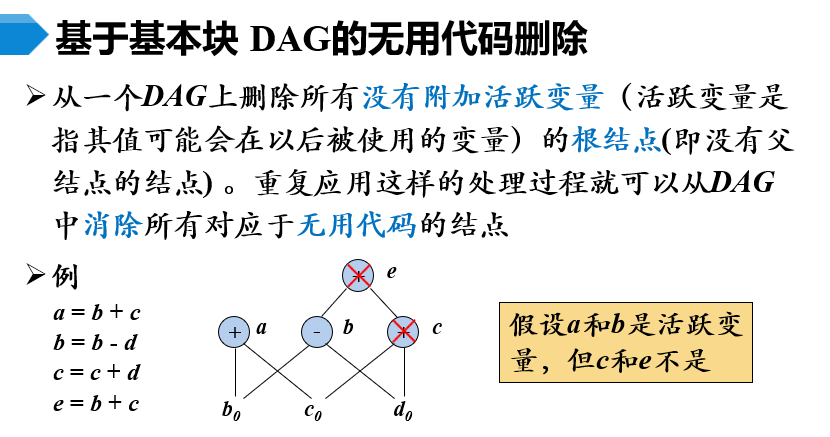 基于基本块 DAG的无用代码删除
从一个DAG上删除所有没有附加活跃变量（活跃变量是
指其值可能会在以后被使用的变量）的根结点(即没有父
结点的结点) 。重复应用这样的处理过程就可以从DAG
中消除所有对应于无用代码的结点
例
a = b + c
b = b - d
c = c + d
e = b + c
+ e
+ a
- b
+ c
b₀ c₀ d₀
假设a和b是活跃变
量，但c和e不是